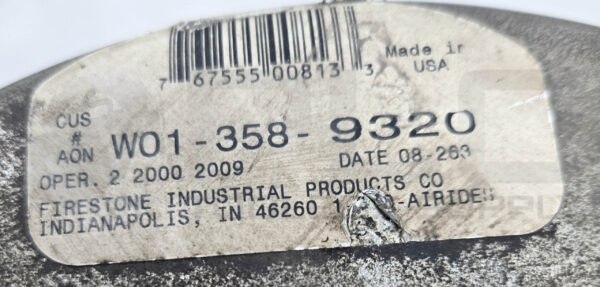 7 67555 00813 3
Made in
USA
CUS
#
AON W01-358-9320
OPER. 2 2000 2009 DATE 08-263
FIRESTONE INDUSTRIAL PRODUCTS CO
INDIANAPOLIS, IN 46260 1 -AIRIDE